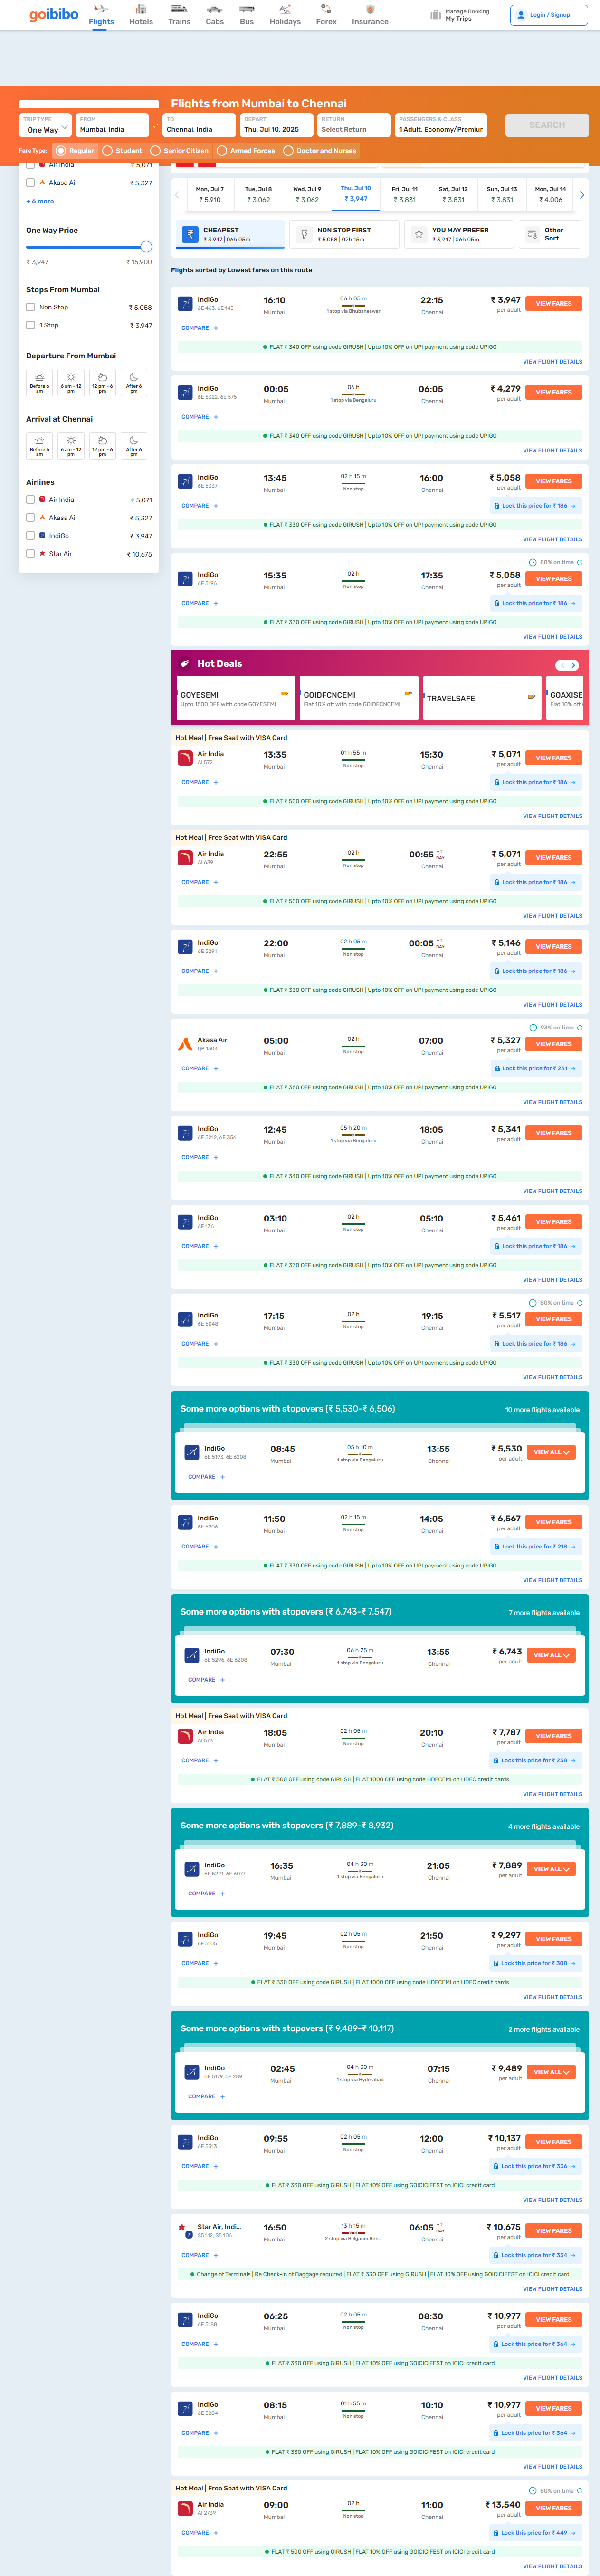 goibibo
Flights
Hotels
Trains
Cabs
Bus
Holidays
Forex
Insurance
Manage Booking
My Trips
Login / Signup
Flights from Mumbai to Chennai
TRIP TYPE
One Way
FROM
Mumbai, India
TO
Chennai, India
DEPART
Thu, Jul 10, 2025
RETURN
Select Return
PASSENGERS & CLASS
1 Adult, Economy/Premium
SEARCH
Fare Type:
Regular
Student
Senior Citizen
Armed Forces
Doctor and Nurses
Air India ₹ 5,071
Akasa Air ₹ 5,327
+ 6 more
One Way Price
₹ 3,947 ₹ 15,900
Stops From Mumbai
Non Stop ₹ 5,058
1 Stop ₹ 3,947
Departure From Mumbai
Before 6 am
6 am - 12 pm
12 pm - 6 pm
After 6 pm
Arrival at Chennai
Before 6 am
6 am - 12 pm
12 pm - 6 pm
After 6 pm
Airlines
Air India ₹ 5,071
Akasa Air ₹ 5,327
IndiGo ₹ 3,947
Star Air ₹ 10,675
Mon, Jul 7
₹ 5,910
Tue, Jul 8
₹ 3,062
Wed, Jul 9
₹ 3,062
Thu, Jul 10
₹ 3,947
Fri, Jul 11
₹ 3,831
Sat, Jul 12
₹ 3,831
Sun, Jul 13
₹ 3,831
Mon, Jul 14
₹ 4,006
CHEAPEST
₹ 3,947 | 06h 05m
NON STOP FIRST
₹ 5,058 | 02h 15m
YOU MAY PREFER
₹ 3,947 | 06h 05m
Other
Sort
Flights sorted by Lowest fares on this route
IndiGo 16:10 06 h 05 m 22:15 ₹ 3,947 VIEW FARES
6E 463, 6E 145 Mumbai 1 stop via Bhubaneswar Chennai per adult
COMPARE +
FLAT ₹ 340 OFF using code GIRUSH | Upto 10% OFF on UPI payment using code UPIGO
VIEW FLIGHT DETAILS
IndiGo 00:05 06 h 06:05 ₹ 4,279 VIEW FARES
6E 5322, 6E 575 Mumbai 1 stop via Bengaluru Chennai per adult
COMPARE +
FLAT ₹ 340 OFF using code GIRUSH | Upto 10% OFF on UPI payment using code UPIGO
VIEW FLIGHT DETAILS
IndiGo 13:45 02 h 15 m 16:00 ₹ 5,058 VIEW FARES
6E 5337 Mumbai Non stop Chennai per adult
COMPARE + Lock this price for ₹ 186 →
FLAT ₹ 330 OFF using code GIRUSH | Upto 10% OFF on UPI payment using code UPIGO
VIEW FLIGHT DETAILS
80% on time
IndiGo 15:35 02 h 17:35 ₹ 5,058 VIEW FARES
6E 5196 Mumbai Non stop Chennai per adult
COMPARE + Lock this price for ₹ 186 →
FLAT ₹ 330 OFF using code GIRUSH | Upto 10% OFF on UPI payment using code UPIGO
VIEW FLIGHT DETAILS
Hot Deals
GOYESEMI
Upto 1500 OFF with code GOYESEMI
GOIDFCNCEMI
Flat 10% off with code GOIDFCNCEMI
TRAVELSAFE
GOAXISE
Flat 10% off
Hot Meal | Free Seat with VISA Card
Air India 13:35 01 h 55 m 15:30 ₹ 5,071 VIEW FARES
AI 572 Mumbai Non stop Chennai per adult
COMPARE + Lock this price for ₹ 186 →
FLAT ₹ 500 OFF using code GIRUSH | Upto 10% OFF on UPI payment using code UPIGO
VIEW FLIGHT DETAILS
Hot Meal | Free Seat with VISA Card
Air India 22:55 02 h 00:55 + 1 DAY ₹ 5,071 VIEW FARES
AI 639 Mumbai Non stop Chennai per adult
COMPARE + Lock this price for ₹ 186 →
FLAT ₹ 500 OFF using code GIRUSH | Upto 10% OFF on UPI payment using code UPIGO
VIEW FLIGHT DETAILS
IndiGo 22:00 02 h 05 m 00:05 + 1 DAY ₹ 5,146 VIEW FARES
6E 5291 Mumbai Non stop Chennai per adult
COMPARE + Lock this price for ₹ 186 →
FLAT ₹ 330 OFF using code GIRUSH | Upto 10% OFF on UPI payment using code UPIGO
VIEW FLIGHT DETAILS
93% on time
Akasa Air 05:00 02 h 07:00 ₹ 5,327 VIEW FARES
QP 1304 Mumbai Non stop Chennai per adult
COMPARE + Lock this price for ₹ 231 →
FLAT ₹ 360 OFF using code GIRUSH | Upto 10% OFF on UPI payment using code UPIGO
VIEW FLIGHT DETAILS
IndiGo 12:45 05 h 20 m 18:05 ₹ 5,341 VIEW FARES
6E 5212, 6E 356 Mumbai 1 stop via Bengaluru Chennai per adult
COMPARE +
FLAT ₹ 340 OFF using code GIRUSH | Upto 10% OFF on UPI payment using code UPIGO
VIEW FLIGHT DETAILS
IndiGo 03:10 02 h 05:10 ₹ 5,461 VIEW FARES
6E 136 Mumbai Non stop Chennai per adult
COMPARE + Lock this price for ₹ 186 →
FLAT ₹ 330 OFF using code GIRUSH | Upto 10% OFF on UPI payment using code UPIGO
VIEW FLIGHT DETAILS
80% on time
IndiGo 17:15 02 h 19:15 ₹ 5,517 VIEW FARES
6E 5048 Mumbai Non stop Chennai per adult
COMPARE + Lock this price for ₹ 186 →
FLAT ₹ 330 OFF using code GIRUSH | Upto 10% OFF on UPI payment using code UPIGO
VIEW FLIGHT DETAILS
Some more options with stopovers (₹ 5,530-₹ 6,506) 10 more flights available
IndiGo 08:45 05 h 10 m 13:55 ₹ 5,530 VIEW ALL
6E 5193, 6E 6208 Mumbai 1 stop via Bengaluru Chennai per adult
COMPARE +
IndiGo 11:50 02 h 15 m 14:05 ₹ 6,567 VIEW FARES
6E 5206 Mumbai Non stop Chennai per adult
COMPARE + Lock this price for ₹ 218 →
FLAT ₹ 330 OFF using code GIRUSH | Upto 10% OFF on UPI payment using code UPIGO
VIEW FLIGHT DETAILS
Some more options with stopovers (₹ 6,743-₹ 7,547) 7 more flights available
IndiGo 07:30 06 h 25 m 13:55 ₹ 6,743 VIEW ALL
6E 5296, 6E 6208 Mumbai 1 stop via Bengaluru Chennai per adult
COMPARE +
Hot Meal | Free Seat with VISA Card
Air India 18:05 02 h 05 m 20:10 ₹ 7,787 VIEW FARES
AI 573 Mumbai Non stop Chennai per adult
COMPARE + Lock this price for ₹ 258 →
FLAT ₹ 500 OFF using code GIRUSH | FLAT 1000 OFF using code HDFCEMI on HDFC credit cards
VIEW FLIGHT DETAILS
Some more options with stopovers (₹ 7,889-₹ 8,932) 4 more flights available
IndiGo 16:35 04 h 30 m 21:05 ₹ 7,889 VIEW ALL
6E 5221, 6E 6077 Mumbai 1 stop via Bengaluru Chennai per adult
COMPARE +
IndiGo 19:45 02 h 05 m 21:50 ₹ 9,297 VIEW FARES
6E 5105 Mumbai Non stop Chennai per adult
COMPARE + Lock this price for ₹ 308 →
FLAT ₹ 330 OFF using code GIRUSH | FLAT 1000 OFF using code HDFCEMI on HDFC credit cards
VIEW FLIGHT DETAILS
Some more options with stopovers (₹ 9,489-₹ 10,117) 2 more flights available
IndiGo 02:45 04 h 30 m 07:15 ₹ 9,489 VIEW ALL
6E 5179, 6E 289 Mumbai 1 stop via Hyderabad Chennai per adult
COMPARE +
IndiGo 09:55 02 h 05 m 12:00 ₹ 10,137 VIEW FARES
6E 5313 Mumbai Non stop Chennai per adult
COMPARE + Lock this price for ₹ 336 →
FLAT ₹ 330 OFF using GIRUSH | FLAT 10% OFF using GOICICIFEST on ICICI credit card
VIEW FLIGHT DETAILS
Star Air, Indi... 16:50 13 h 15 m 06:05 + 1 DAY ₹ 10,675 VIEW FARES
S5 112, S5 106 Mumbai 2 stop via Belgaum,Ben... Chennai per adult
COMPARE + Lock this price for ₹ 354 →
Change of Terminals | Re Check-in of Baggage required | FLAT ₹ 330 OFF using GIRUSH | FLAT 10% OFF using GOICICIFEST on ICICI credit card
VIEW FLIGHT DETAILS
IndiGo 06:25 02 h 05 m 08:30 ₹ 10,977 VIEW FARES
6E 5188 Mumbai Non stop Chennai per adult
COMPARE + Lock this price for ₹ 364 →
FLAT ₹ 330 OFF using GIRUSH | FLAT 10% OFF using GOICICIFEST on ICICI credit card
VIEW FLIGHT DETAILS
IndiGo 08:15 01 h 55 m 10:10 ₹ 10,977 VIEW FARES
6E 5204 Mumbai Non stop Chennai per adult
COMPARE + Lock this price for ₹ 364 →
FLAT ₹ 330 OFF using GIRUSH | FLAT 10% OFF using GOICICIFEST on ICICI credit card
VIEW FLIGHT DETAILS
Hot Meal | Free Seat with VISA Card 80% on time
Air India 09:00 02 h 11:00 ₹ 13,540 VIEW FARES
AI 2739 Mumbai Non stop Chennai per adult
COMPARE + Lock this price for ₹ 449 →
FLAT ₹ 500 OFF using GIRUSH | FLAT 10% OFF using GOICICIFEST on ICICI credit card
VIEW FLIGHT DETAILS